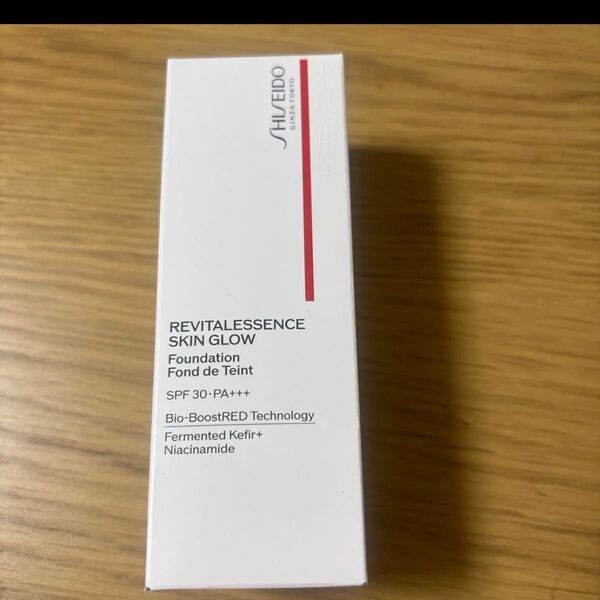 SHISEIDO
GINZA TOKYO
REVITALESSENCE
SKIN GLOW
Foundation
Fond de Teint
SPF 30・PA+++
Bio-BoostRED Technology
Fermented Kefir+
Niacinamide